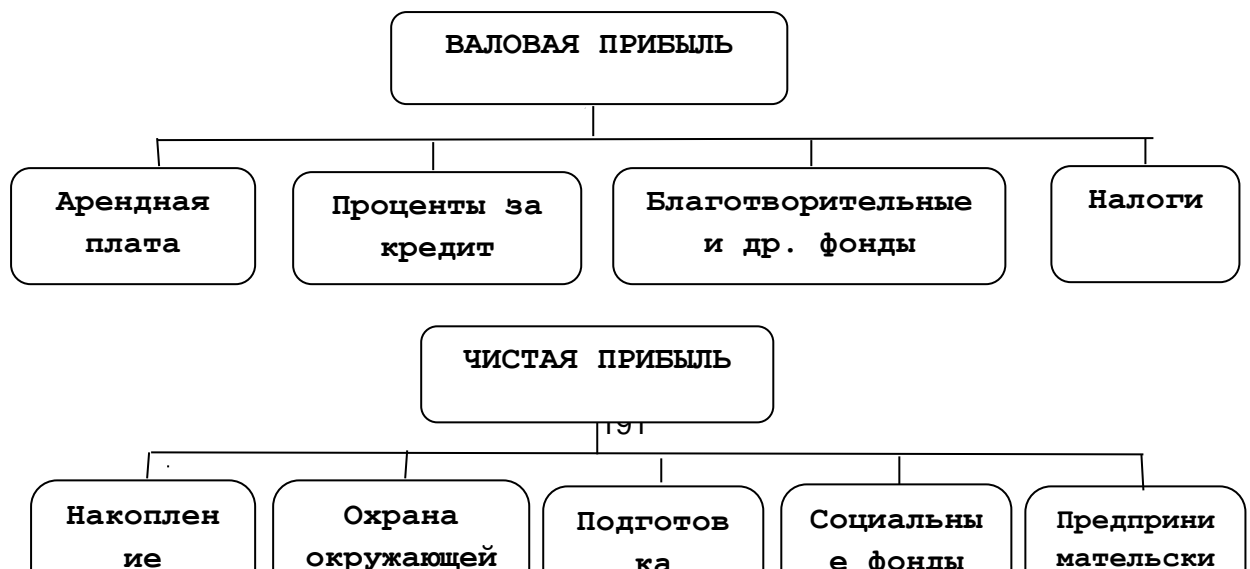 ВАЛОВАЯ ПРИБЫЛЬ
Арендная
плата
Проценты за
кредит
Благотворительные
и др. фонды
Налоги
ЧИСТАЯ ПРИБЫЛЬ
191
Накоплен
ие
Охрана
окружающей
Подготов
ка
Социальны
е фонды
Предприни
мательски